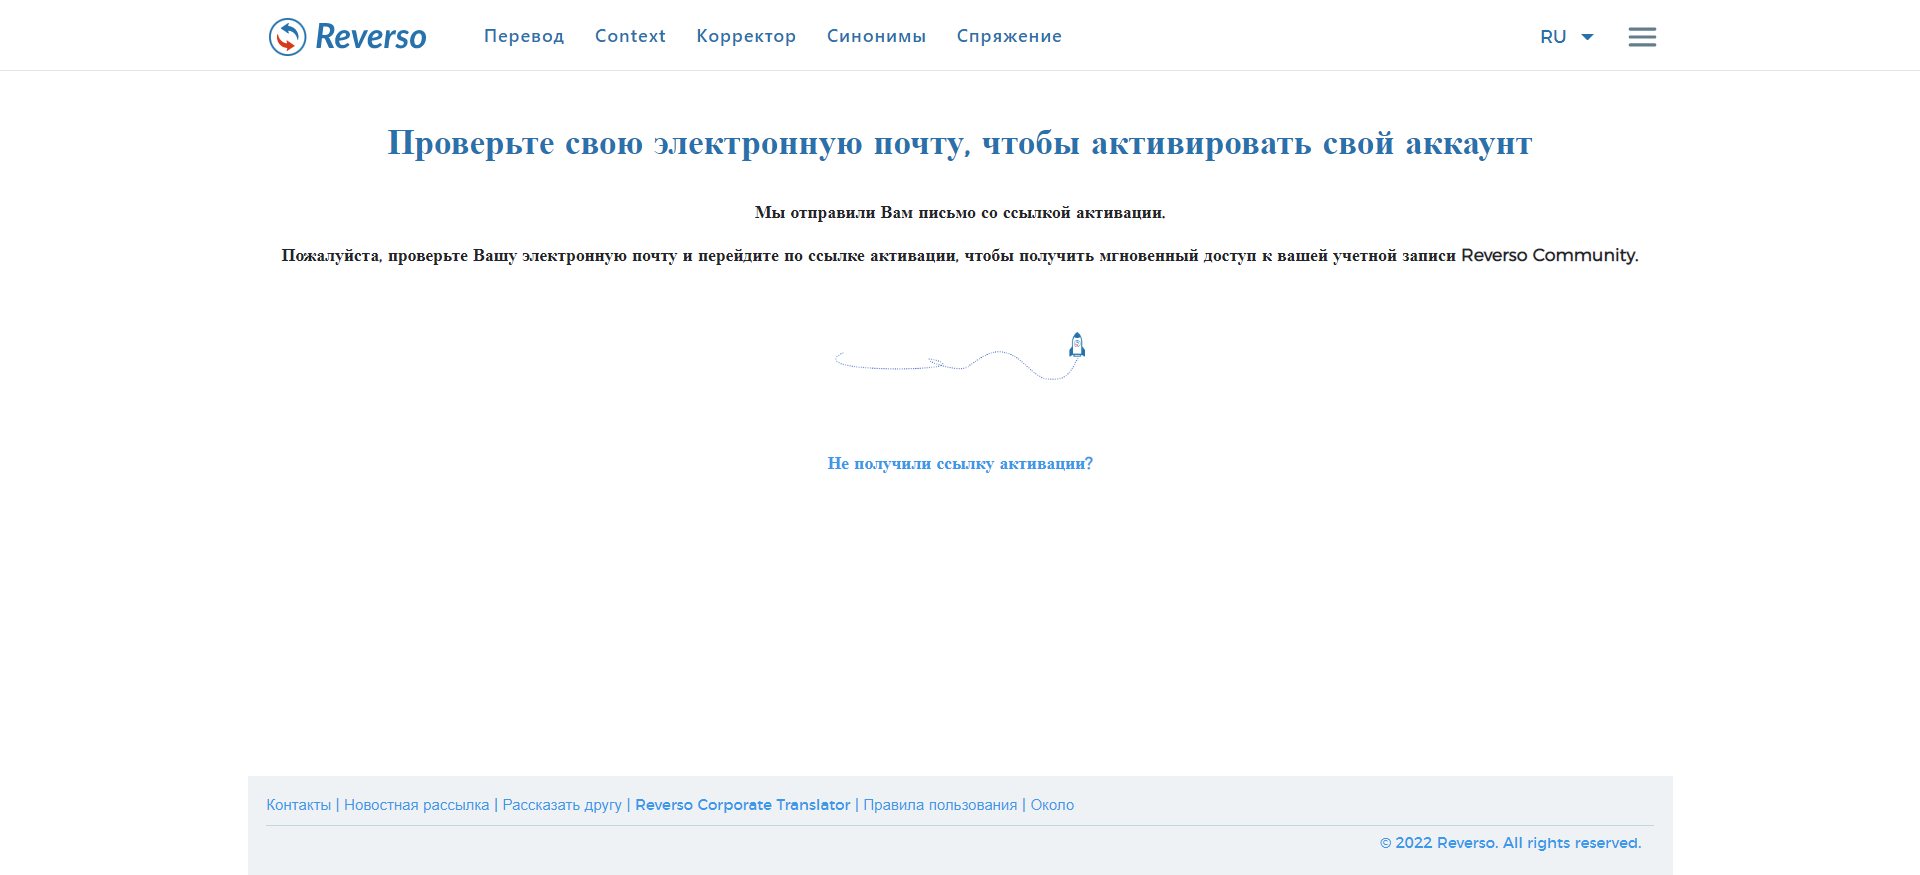 Reverso
Перевод Context Корректор Синонимы Спряжение RU
Проверьте свою электронную почту, чтобы активировать свой аккаунт
Мы отправили Вам письмо со ссылкой активации.
Пожалуйста, проверьте Вашу электронную почту и перейдите по ссылке активации, чтобы получить мгновенный доступ к вашей учетной записи Reverso Community.
Не получили ссылку активации?
Контакты | Новостная рассылка | Рассказать другу | Reverso Corporate Translator | Правила пользования | Около
© 2022 Reverso. All rights reserved.